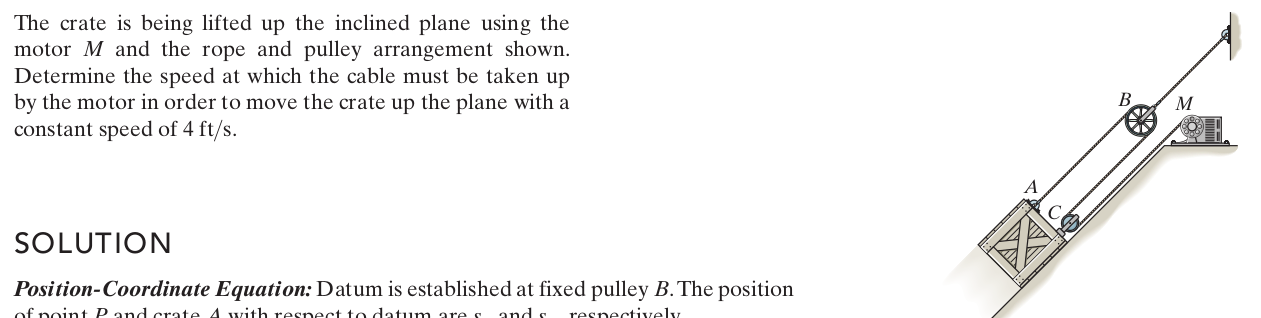 The crate is being lifted up the inclined plane using the
motor M and the rope and pulley arrangement shown.
Determine the speed at which the cable must be taken up
by the motor in order to move the crate up the plane with a
constant speed of 4 ft/s.
B
M
A
C
SOLUTION
Position-Coordinate Equation: Datum is established at fixed pulley B. The position
of point P and crate A with respect to datum are s and s respectively.